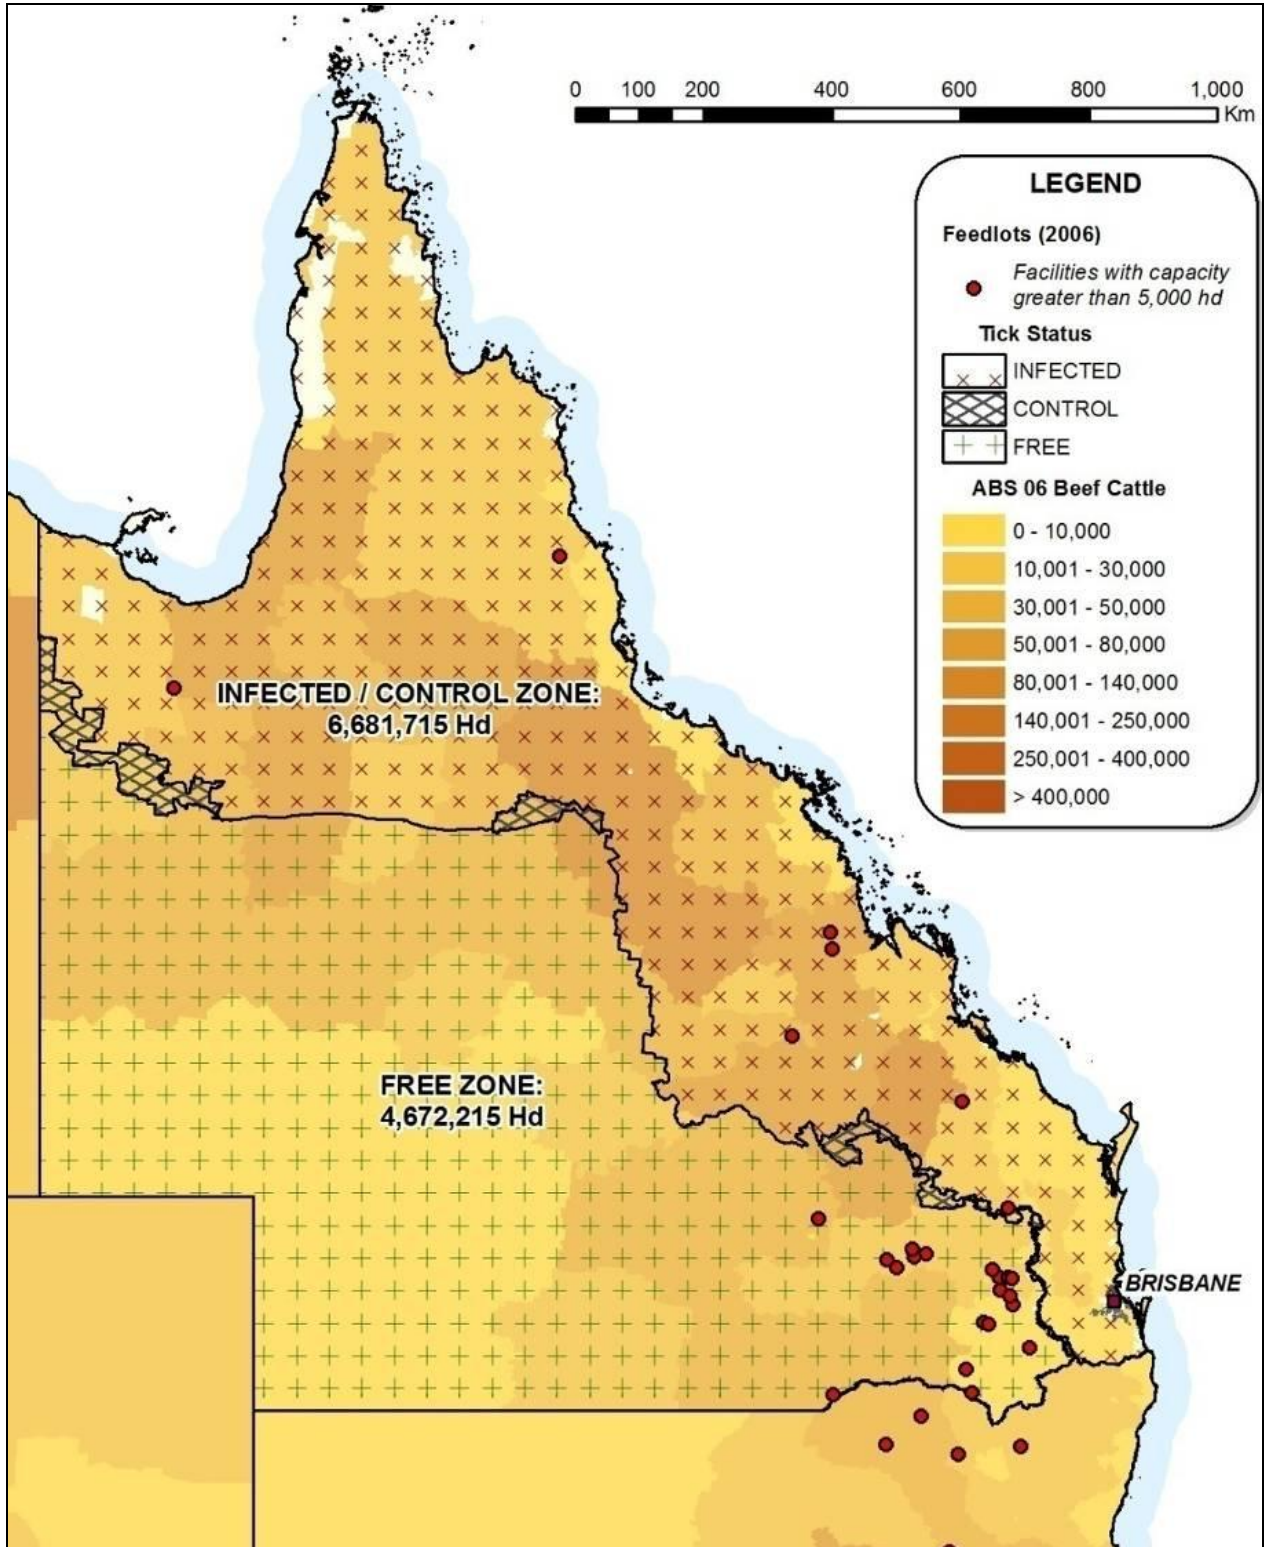 0 100 200 400 600 800 1,000
Km
LEGEND
Feedlots (2006)
Facilities with capacity
greater than 5,000 hd
Tick Status
INFECTED
CONTROL
FREE
ABS 06 Beef Cattle
0 - 10,000
10,001 - 30,000
30,001 - 50,000
50,001 - 80,000
80,001 - 140,000
140,001 - 250,000
250,001 - 400,000
> 400,000
INFECTED / CONTROL ZONE:
6,681,715 Hd
FREE ZONE:
4,672,215 Hd
BRISBANE